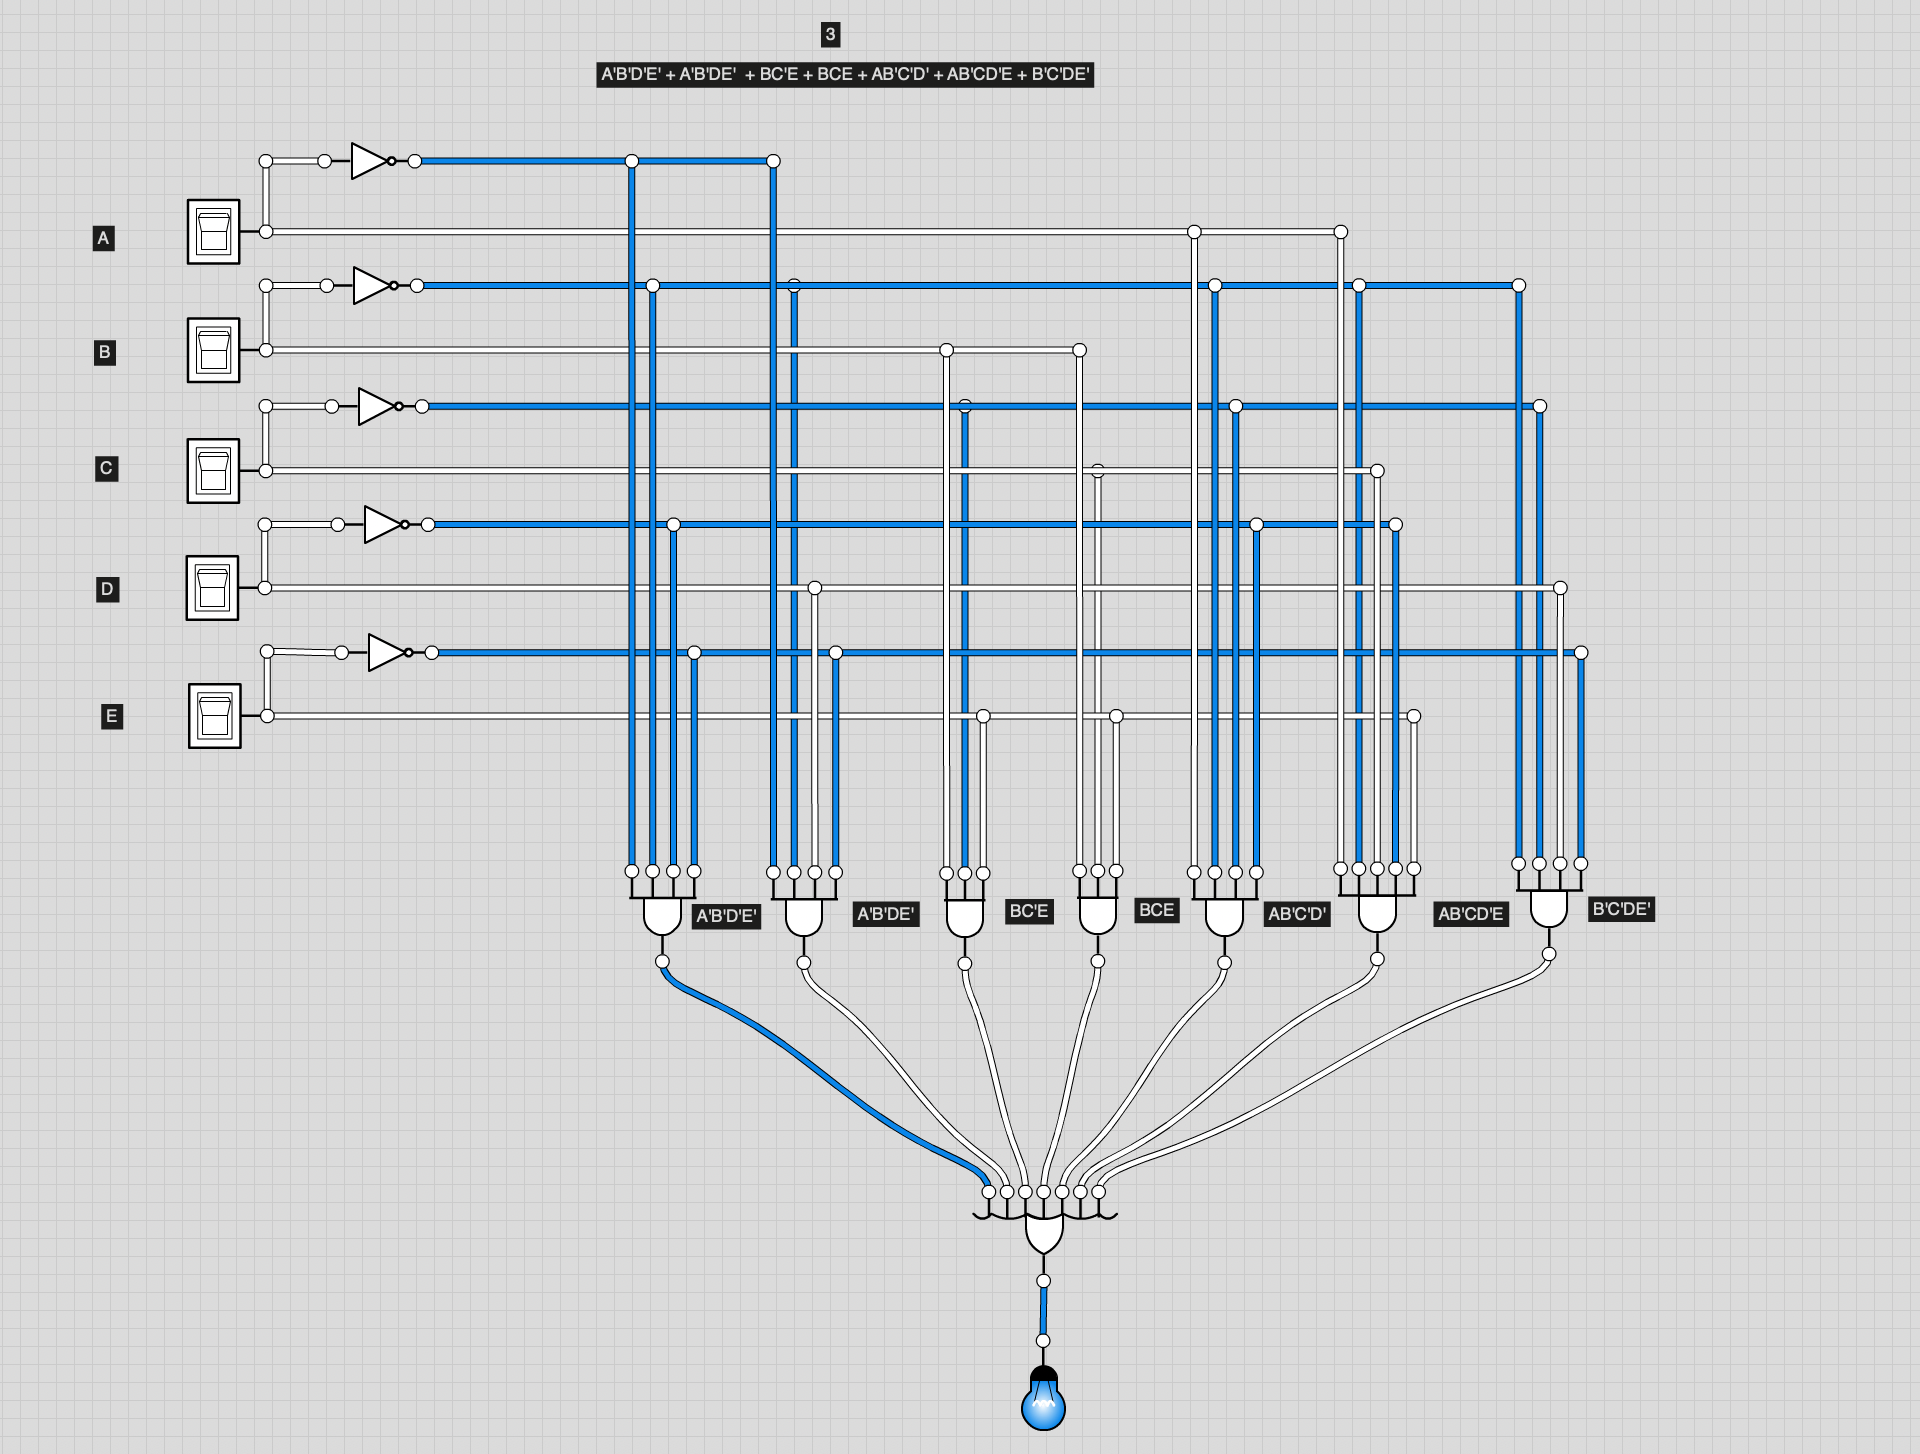 3
A'B'D'E' + A'B'DE'  + BC'E + BCE + AB'C'D' + AB'CD'E + B'C'DE'
A
B
C
D
E
A'B'D'E'
A'B'DE'
BC'E
BCE
AB'C'D'
AB'CD'E
B'C'DE'